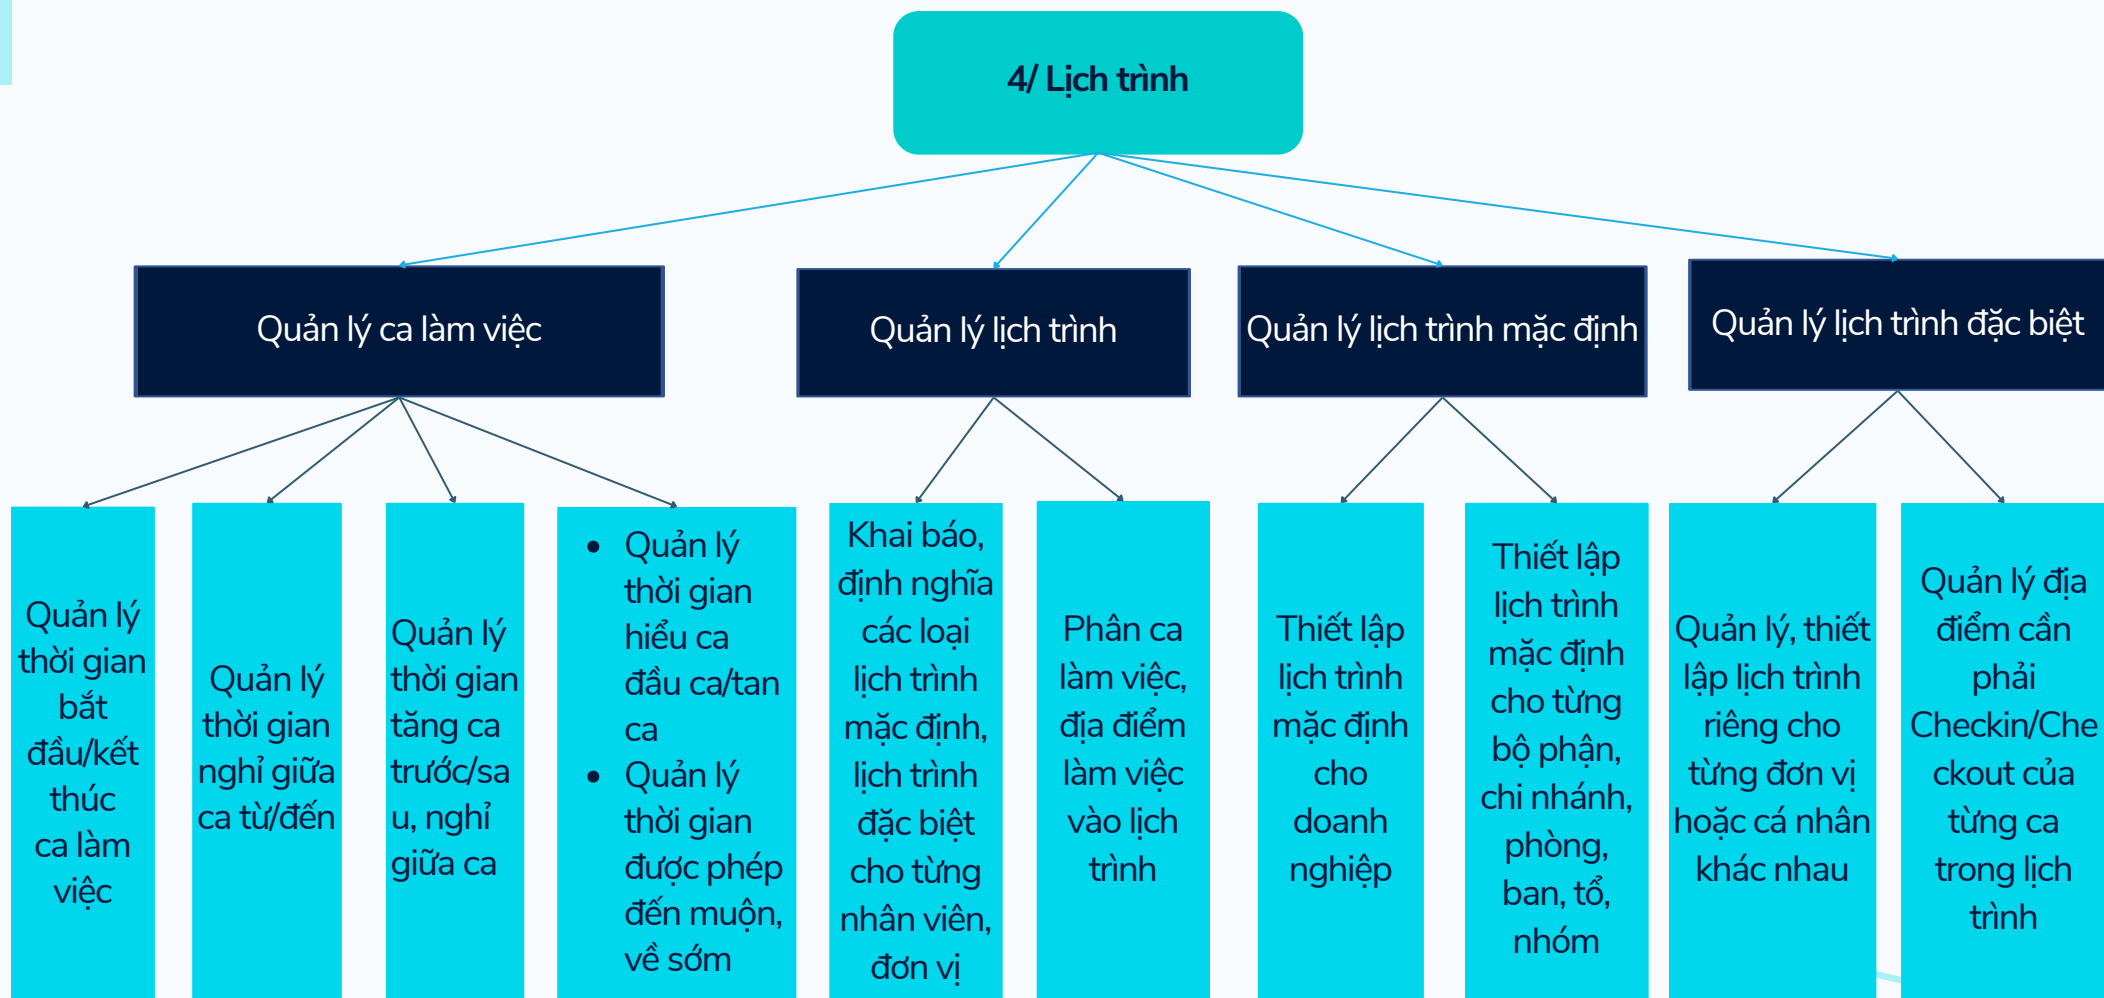 4/ Lịch trình
Quản lý ca làm việc
Quản lý lịch trình
Quản lý lịch trình mặc định
Quản lý lịch trình đặc biệt
Quản lý
thời gian
bắt
đầu/kết
thúc
ca làm
việc
Quản lý
thời gian
nghỉ giữa
ca từ/đến
Quản lý
thời gian
tăng ca
trước/sa
u, nghỉ
giữa ca
• Quản lý
thời gian
hiểu ca
đầu ca/tan
ca
• Quản lý
thời gian
được phép
đến muộn,
về sớm
Khai báo,
định nghĩa
các loại
lịch trình
mặc định,
lịch trình
đặc biệt
cho từng
nhân viên,
đơn vị
Phân ca
làm việc,
địa điểm
làm việc
vào lịch
trình
Thiết lập
lịch trình
mặc định
cho
doanh
nghiệp
Thiết lập
lịch trình
mặc định
cho từng
bộ phận,
chi nhánh,
phòng,
ban, tổ,
nhóm
Quản lý, thiết
lập lịch trình
riêng cho
từng đơn vị
hoặc cá nhân
khác nhau
Quản lý địa
điểm cần
phải
Checkin/Che
ckout của
từng ca
trong lịch
trình